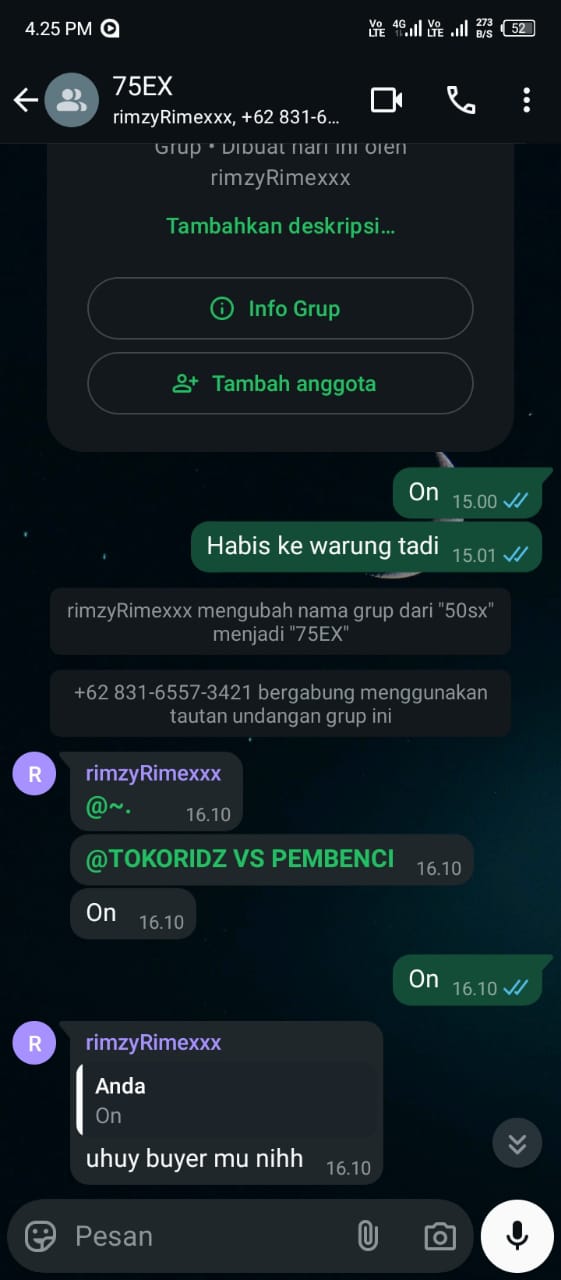 4.25 PM
Vo LTE 4G Vo LTE 273 B/S 52
75EX
rimzyRimexxx, +62 831-6...
Grup • Dibuat hari ini oleh
rimzyRimexxx
Tambahkan deskripsi...
Info Grup
Tambah anggota
On 15.00
Habis ke warung tadi 15.01
rimzyRimexxx mengubah nama grup dari "50sx"
menjadi "75EX"
+62 831-6557-3421 bergabung menggunakan
tautan undangan grup ini
R
rimzyRimexxx
@~. 16.10
@TOKORIDZ VS PEMBENCI 16.10
On 16.10
On 16.10
R
rimzyRimexxx
Anda
On
uhuy buyer mu nihh 16.10
Pesan